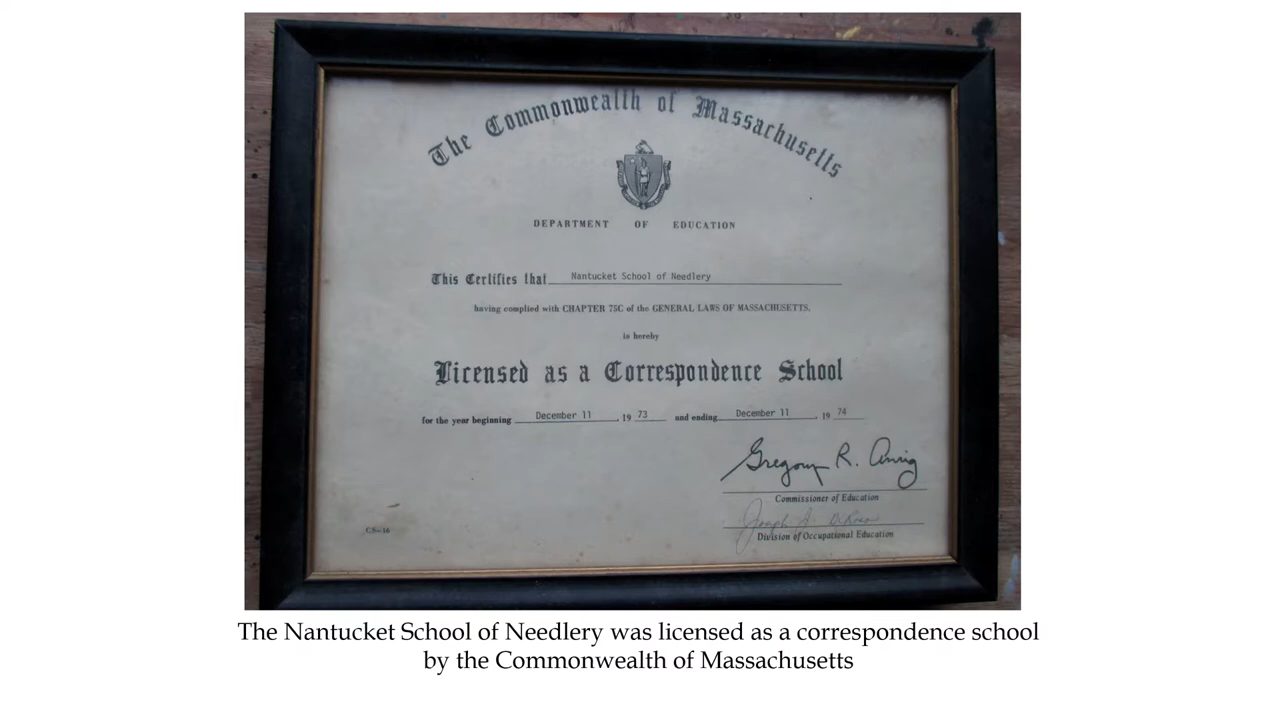 The Commonwealth of Massachusetts
DEPARTMENT OF EDUCATION
This Certifies that Nantucket School of Needlery
having complied with CHAPTER 75C of the GENERAL LAWS OF MASSACHUSETTS,
is hereby
Licensed as a Correspondence School
for the year beginning December 11, 19 73 and ending December 11, 19 74
Gregory R. Anrig
Commissioner of Education
Joseph A.
Division of Occupational Education
CS-16
The Nantucket School of Needlery was licensed as a correspondence school
by the Commonwealth of Massachusetts